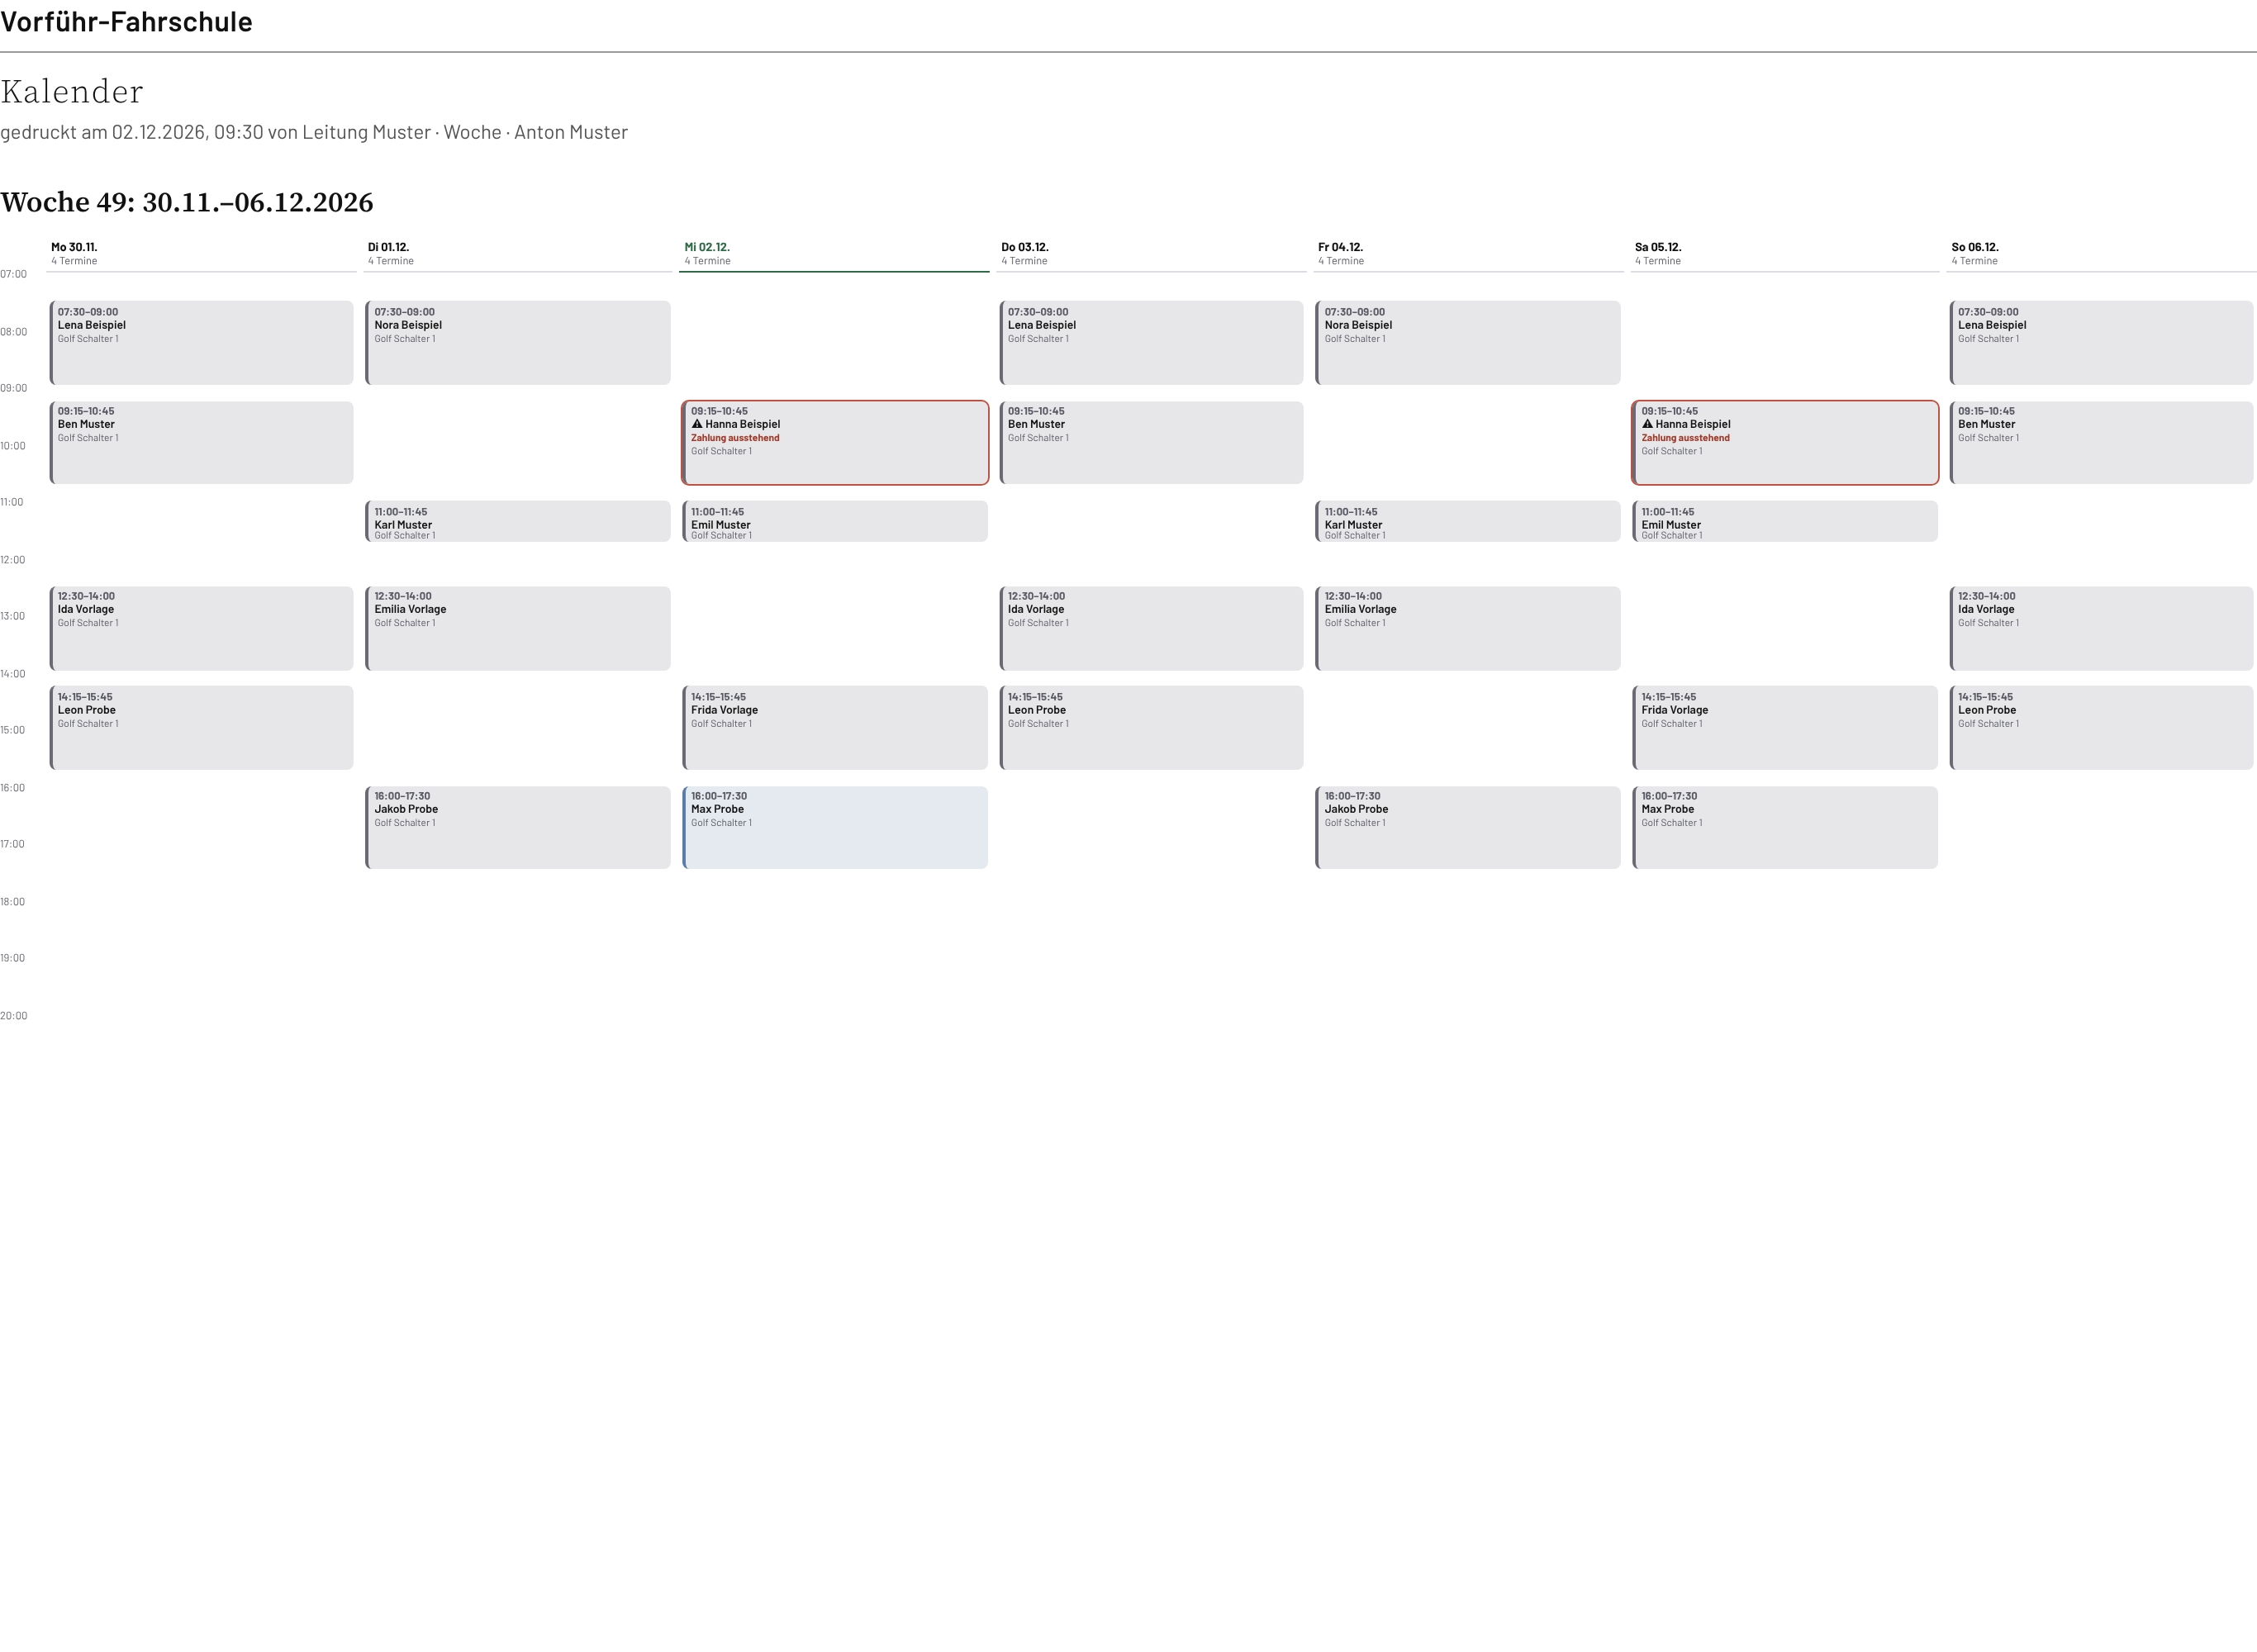 Vorführ-Fahrschule
Kalender
gedruckt am 02.12.2026, 09:30 von Leitung Muster · Woche · Anton Muster
Woche 49: 30.11.–06.12.2026
Mo 30.11.
4 Termine
Di 01.12.
4 Termine
Mi 02.12.
4 Termine
Do 03.12.
4 Termine
Fr 04.12.
4 Termine
Sa 05.12.
4 Termine
So 06.12.
4 Termine
07:00
08:00
09:00
10:00
11:00
12:00
13:00
14:00
15:00
16:00
17:00
18:00
19:00
20:00
07:30–09:00
Lena Beispiel
Golf Schalter 1
09:15–10:45
Ben Muster
Golf Schalter 1
12:30–14:00
Ida Vorlage
Golf Schalter 1
14:15–15:45
Leon Probe
Golf Schalter 1
07:30–09:00
Nora Beispiel
Golf Schalter 1
11:00–11:45
Karl Muster
Golf Schalter 1
12:30–14:00
Emilia Vorlage
Golf Schalter 1
16:00–17:30
Jakob Probe
Golf Schalter 1
09:15–10:45
⚠ Hanna Beispiel
Zahlung ausstehend
Golf Schalter 1
11:00–11:45
Emil Muster
Golf Schalter 1
14:15–15:45
Frida Vorlage
Golf Schalter 1
16:00–17:30
Max Probe
Golf Schalter 1
07:30–09:00
Lena Beispiel
Golf Schalter 1
09:15–10:45
Ben Muster
Golf Schalter 1
12:30–14:00
Ida Vorlage
Golf Schalter 1
14:15–15:45
Leon Probe
Golf Schalter 1
07:30–09:00
Nora Beispiel
Golf Schalter 1
11:00–11:45
Karl Muster
Golf Schalter 1
12:30–14:00
Emilia Vorlage
Golf Schalter 1
16:00–17:30
Jakob Probe
Golf Schalter 1
09:15–10:45
⚠ Hanna Beispiel
Zahlung ausstehend
Golf Schalter 1
11:00–11:45
Emil Muster
Golf Schalter 1
14:15–15:45
Frida Vorlage
Golf Schalter 1
16:00–17:30
Max Probe
Golf Schalter 1
07:30–09:00
Lena Beispiel
Golf Schalter 1
09:15–10:45
Ben Muster
Golf Schalter 1
12:30–14:00
Ida Vorlage
Golf Schalter 1
14:15–15:45
Leon Probe
Golf Schalter 1